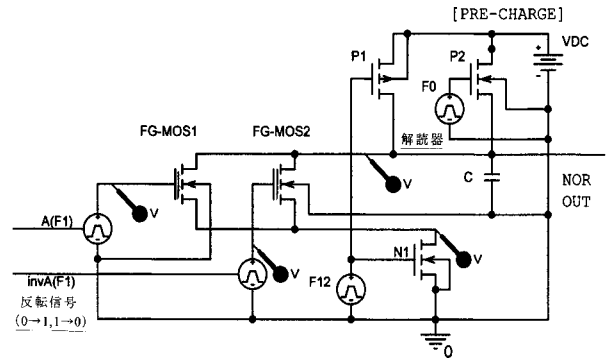 [PRE-CHARGE]
P1
P2
VDC
+
-
F0
FG-MOS1
FG-MOS2
解読器
V
C
NOR
OUT
V
A(F1)
N1
V
V
invA(F1)
F12
反転信号
(0→1,1→0)
0